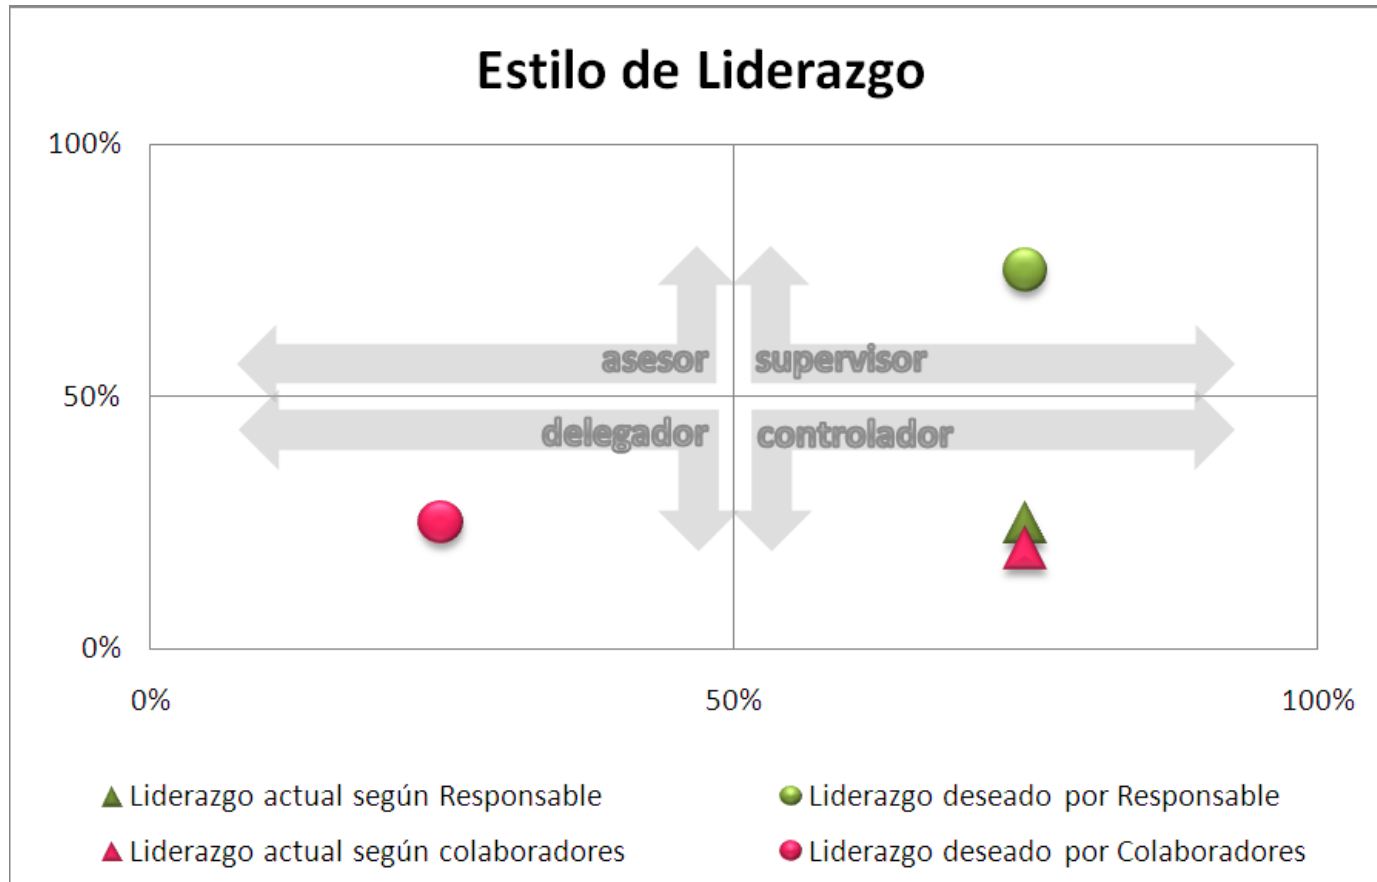 Estilo de Liderazgo
100%
asesor supervisor
50%
delegador controlador
0%
0% 50% 100%
Liderazgo actual según Responsable Liderazgo deseado por Responsable
Liderazgo actual según colaboradores Liderazgo deseado por Colaboradores